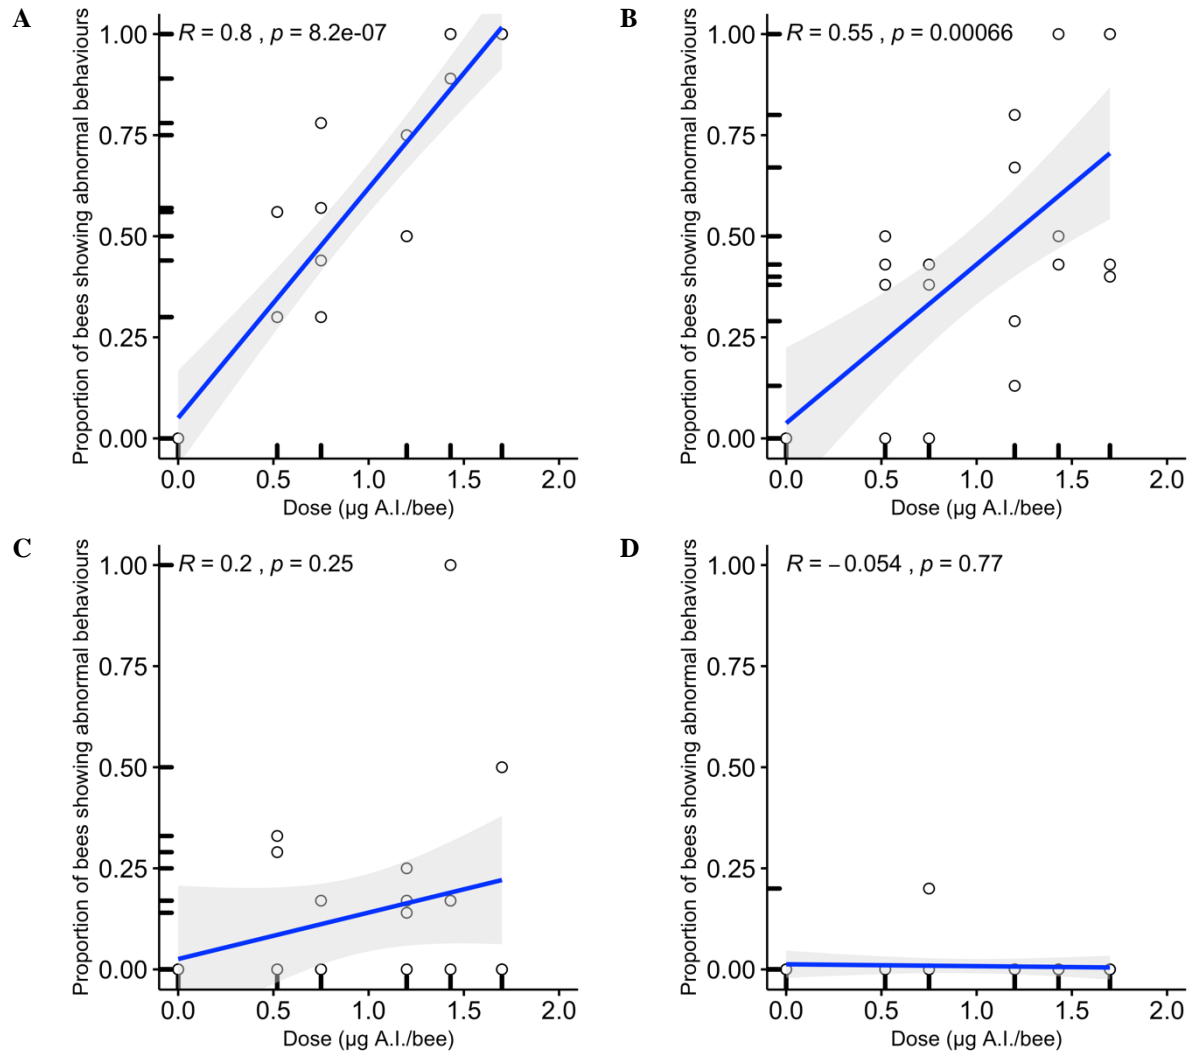 A
Proportion of bees showing abnormal behaviours
R = 0.8 , p = 8.2e-07
1.00
0.75
0.50
0.25
0.00
0.0 0.5 1.0 1.5 2.0
Dose (µg A.I./bee)
B
Proportion of bees showing abnormal behaviours
R = 0.55 , p = 0.00066
1.00
0.75
0.50
0.25
0.00
0.0 0.5 1.0 1.5 2.0
Dose (µg A.I./bee)
C
Proportion of bees showing abnormal behaviours
R = 0.2 , p = 0.25
1.00
0.75
0.50
0.25
0.00
0.0 0.5 1.0 1.5 2.0
Dose (µg A.I./bee)
D
Proportion of bees showing abnormal behaviours
R = −0.054 , p = 0.77
1.00
0.75
0.50
0.25
0.00
0.0 0.5 1.0 1.5 2.0
Dose (µg A.I./bee)